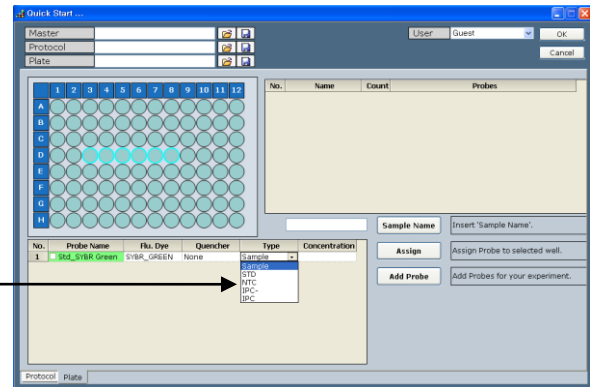 Quick Start ...
Master
Protocol
Plate
User Guest OK
Cancel
1 2 3 4 5 6 7 8 9 10 11 12
A
B
C
D
E
F
G
H
No. Name Count Probes
Sample Name Insert 'Sample Name'.
Assign Assign Probe to selected well.
Add Probe Add Probes for your experiment.
No. Probe Name Flu. Dye Quencher Type Concentration
1 Std_SYBR Green SYBR_GREEN None Sample
Sample
STD
NTC
IPC-
IPC
Protocol Plate